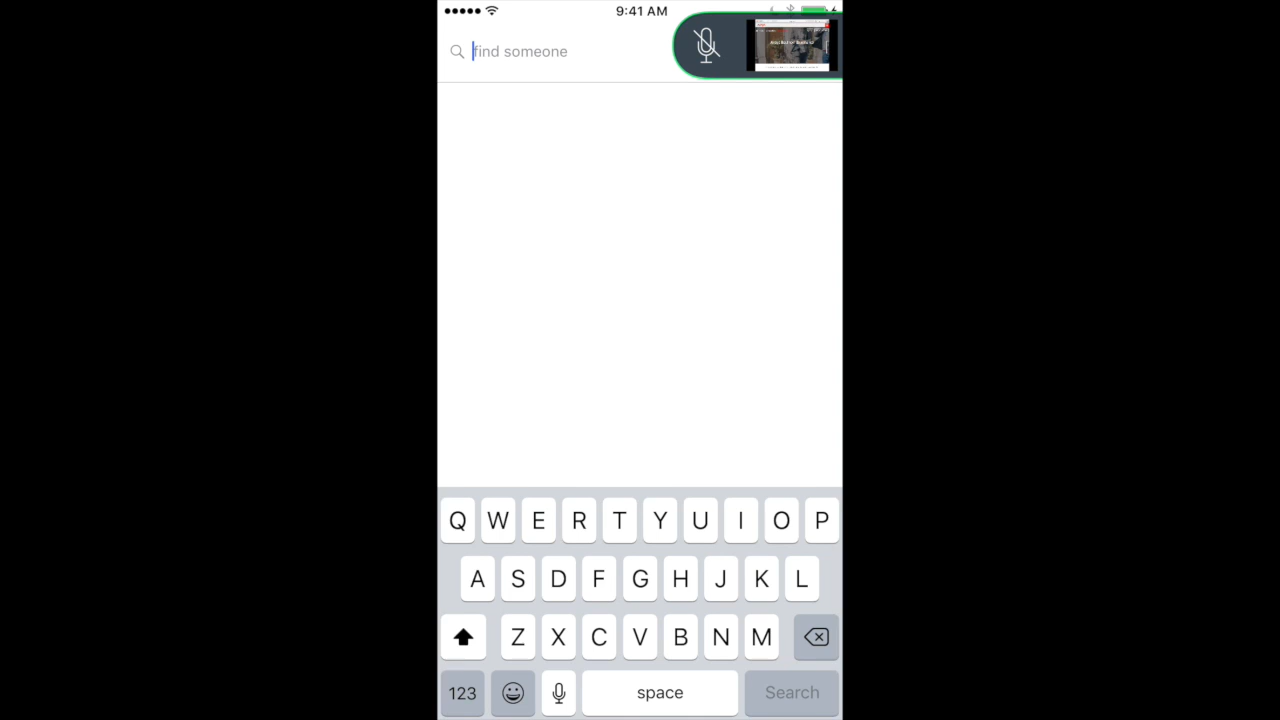 9:41 AM
find someone
Q W E R T Y U I O P
A S D F G H J K L
Z X C V B N M
123 space Search